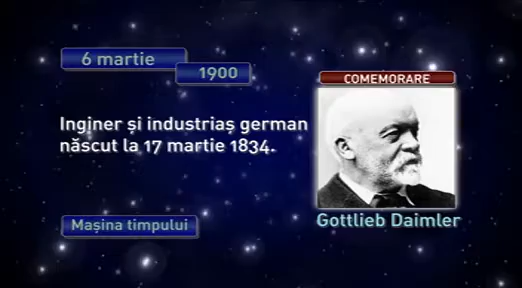 6 martie
1900
COMEMORARE
Inginer și industriaș german
născut la 17 martie 1834.
Gottlieb Daimler
Mașina timpului